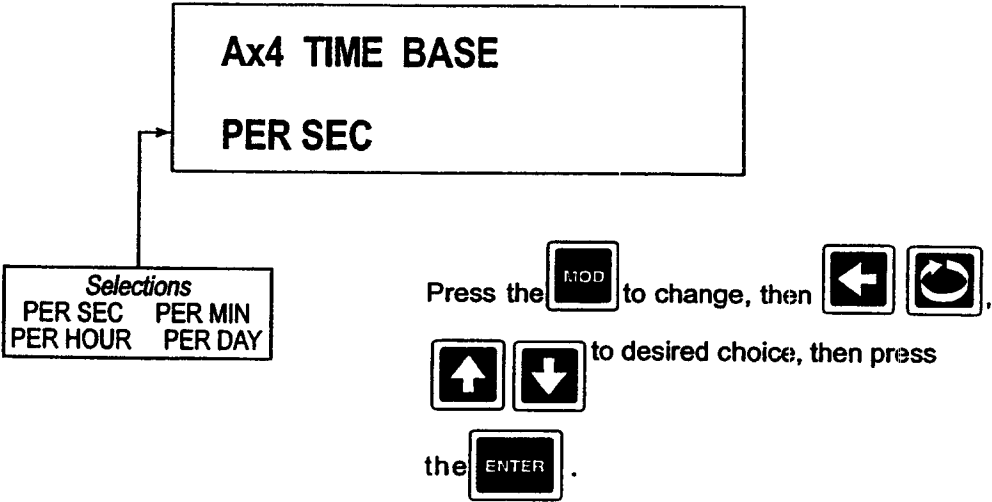 Ax4 TIME BASE
PER SEC
Selections
PER SEC PER MIN
PER HOUR PER DAY
Press the MOD to change, then ,
to desired choice, then press
the ENTER .